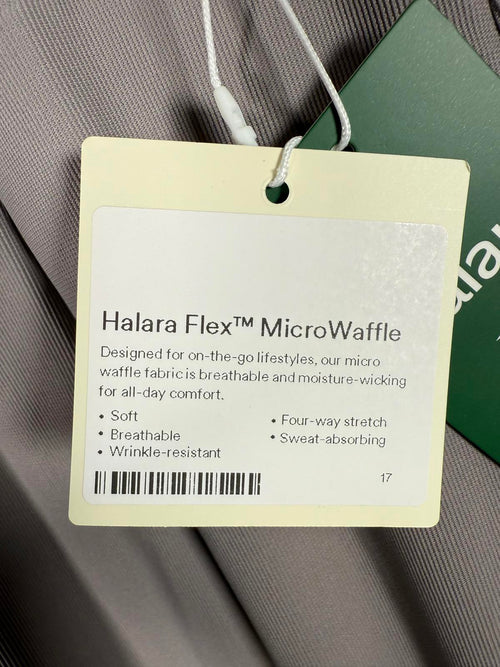 Halara Flex™ MicroWaffle
Designed for on-the-go lifestyles, our micro
waffle fabric is breathable and moisture-wicking
for all-day comfort.
• Soft
• Breathable
• Wrinkle-resistant
• Four-way stretch
• Sweat-absorbing
17